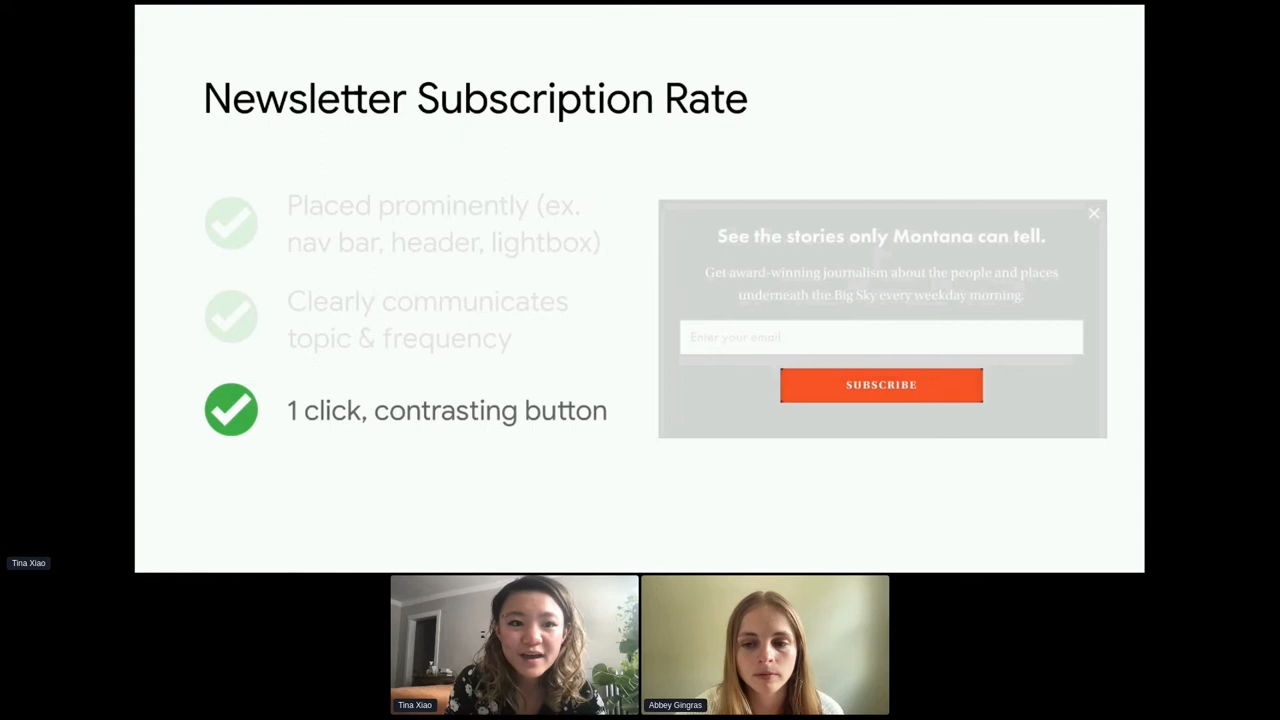 Newsletter Subscription Rate
Placed prominently (ex.
nav bar, header, lightbox)
Clearly communicates
topic & frequency
1 click, contrasting button
See the stories only Montana can tell.
Get award-winning journalism about the people and places
underneath the Big Sky every weekday morning.
Enter your email
SUBSCRIBE
Tina Xiao
Tina Xiao
Abbey Gingras